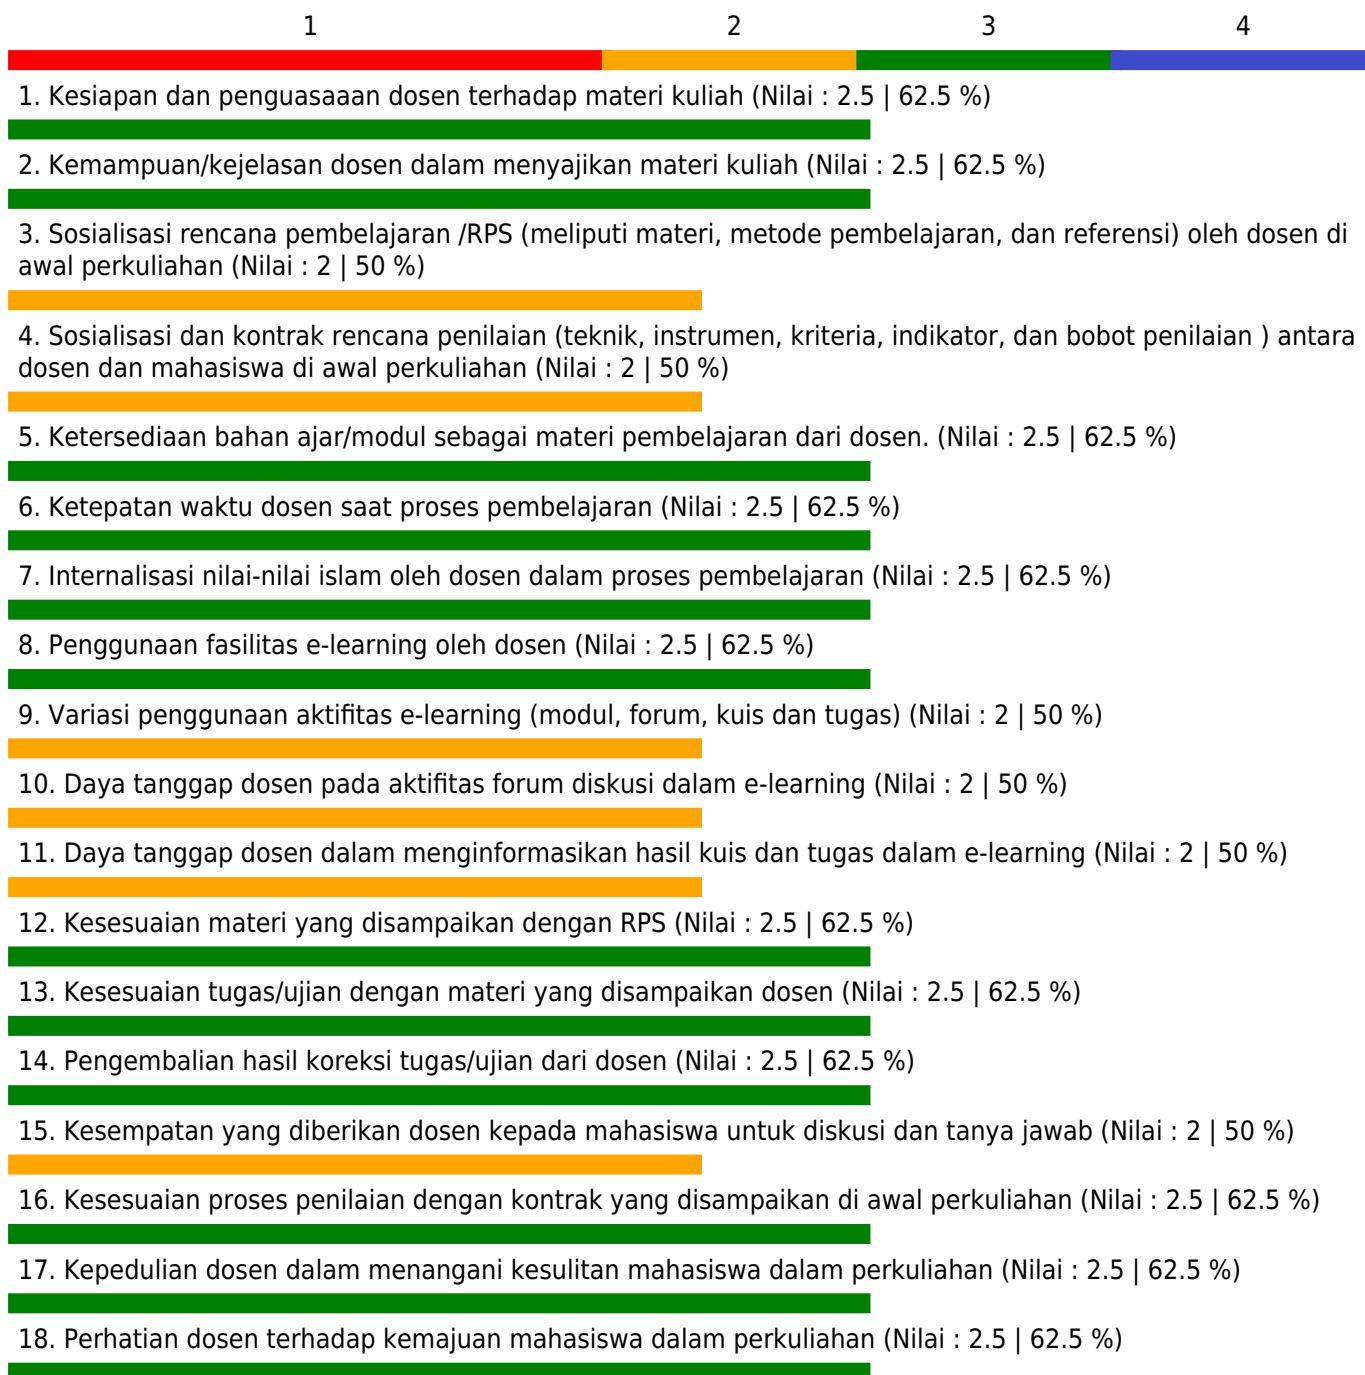 1 2 3 4
1. Kesiapan dan penguasaaan dosen terhadap materi kuliah (Nilai : 2.5 | 62.5 %)
2. Kemampuan/kejelasan dosen dalam menyajikan materi kuliah (Nilai : 2.5 | 62.5 %)
3. Sosialisasi rencana pembelajaran /RPS (meliputi materi, metode pembelajaran, dan referensi) oleh dosen di
awal perkuliahan (Nilai : 2 | 50 %)
4. Sosialisasi dan kontrak rencana penilaian (teknik, instrumen, kriteria, indikator, dan bobot penilaian ) antara
dosen dan mahasiswa di awal perkuliahan (Nilai : 2 | 50 %)
5. Ketersediaan bahan ajar/modul sebagai materi pembelajaran dari dosen. (Nilai : 2.5 | 62.5 %)
6. Ketepatan waktu dosen saat proses pembelajaran (Nilai : 2.5 | 62.5 %)
7. Internalisasi nilai-nilai islam oleh dosen dalam proses pembelajaran (Nilai : 2.5 | 62.5 %)
8. Penggunaan fasilitas e-learning oleh dosen (Nilai : 2.5 | 62.5 %)
9. Variasi penggunaan aktifitas e-learning (modul, forum, kuis dan tugas) (Nilai : 2 | 50 %)
10. Daya tanggap dosen pada aktifitas forum diskusi dalam e-learning (Nilai : 2 | 50 %)
11. Daya tanggap dosen dalam menginformasikan hasil kuis dan tugas dalam e-learning (Nilai : 2 | 50 %)
12. Kesesuaian materi yang disampaikan dengan RPS (Nilai : 2.5 | 62.5 %)
13. Kesesuaian tugas/ujian dengan materi yang disampaikan dosen (Nilai : 2.5 | 62.5 %)
14. Pengembalian hasil koreksi tugas/ujian dari dosen (Nilai : 2.5 | 62.5 %)
15. Kesempatan yang diberikan dosen kepada mahasiswa untuk diskusi dan tanya jawab (Nilai : 2 | 50 %)
16. Kesesuaian proses penilaian dengan kontrak yang disampaikan di awal perkuliahan (Nilai : 2.5 | 62.5 %)
17. Kepedulian dosen dalam menangani kesulitan mahasiswa dalam perkuliahan (Nilai : 2.5 | 62.5 %)
18. Perhatian dosen terhadap kemajuan mahasiswa dalam perkuliahan (Nilai : 2.5 | 62.5 %)